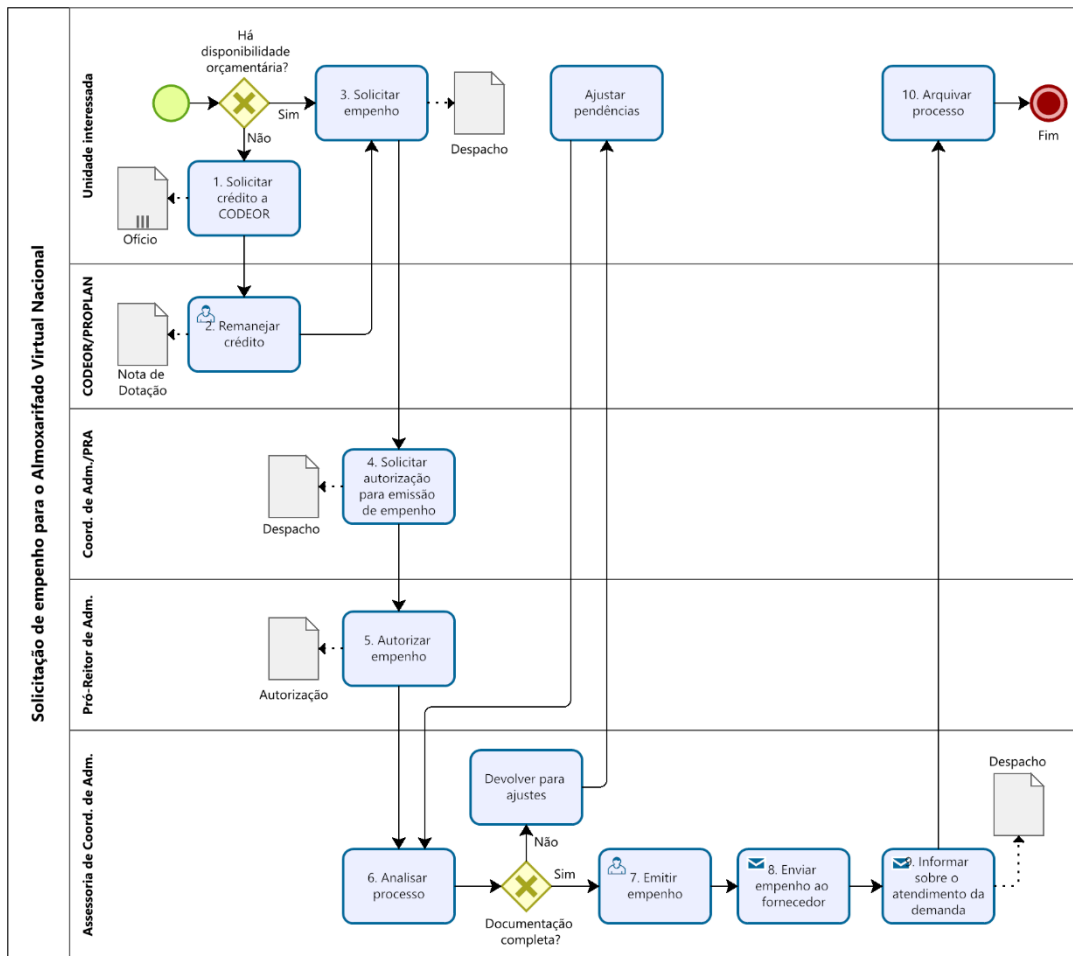 Solicitação de empenho para o Almoxarifado Virtual Nacional
Unidade interessada
Há
disponibilidade
orçamentária?
Sim
Não
3. Solicitar
empenho
Despacho
Ajustar
pendências
10. Arquivar
processo
Fim
1. Solicitar
crédito a
CODEOR
Ofício
CODEOR/PROPLAN
2. Remanejar
crédito
Nota de
Dotação
Coord. de Adm./PRA
4. Solicitar
autorização
para emissão
de empenho
Despacho
Pró-Reitor de Adm.
5. Autorizar
empenho
Autorização
Assessoria de Coord. de Adm.
Devolver para
ajustes
Despacho
Não
6. Analisar
processo
Sim
Documentação
completa?
7. Emitir
empenho
8. Enviar
empenho ao
fornecedor
9. Informar
sobre o
atendimento da
demanda